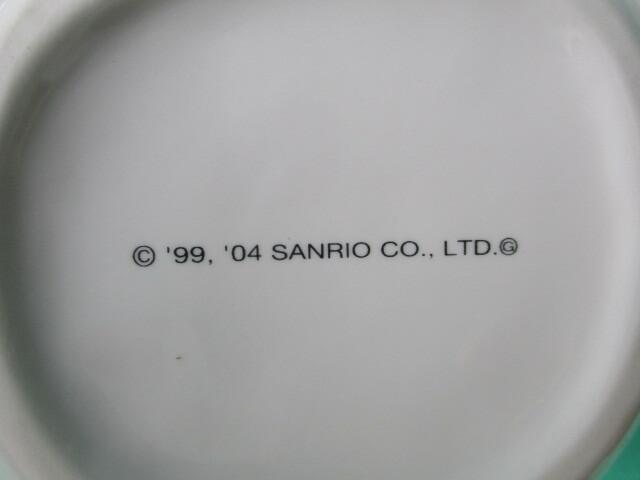 © '99, '04 SANRIO CO., LTD.Ⓖ